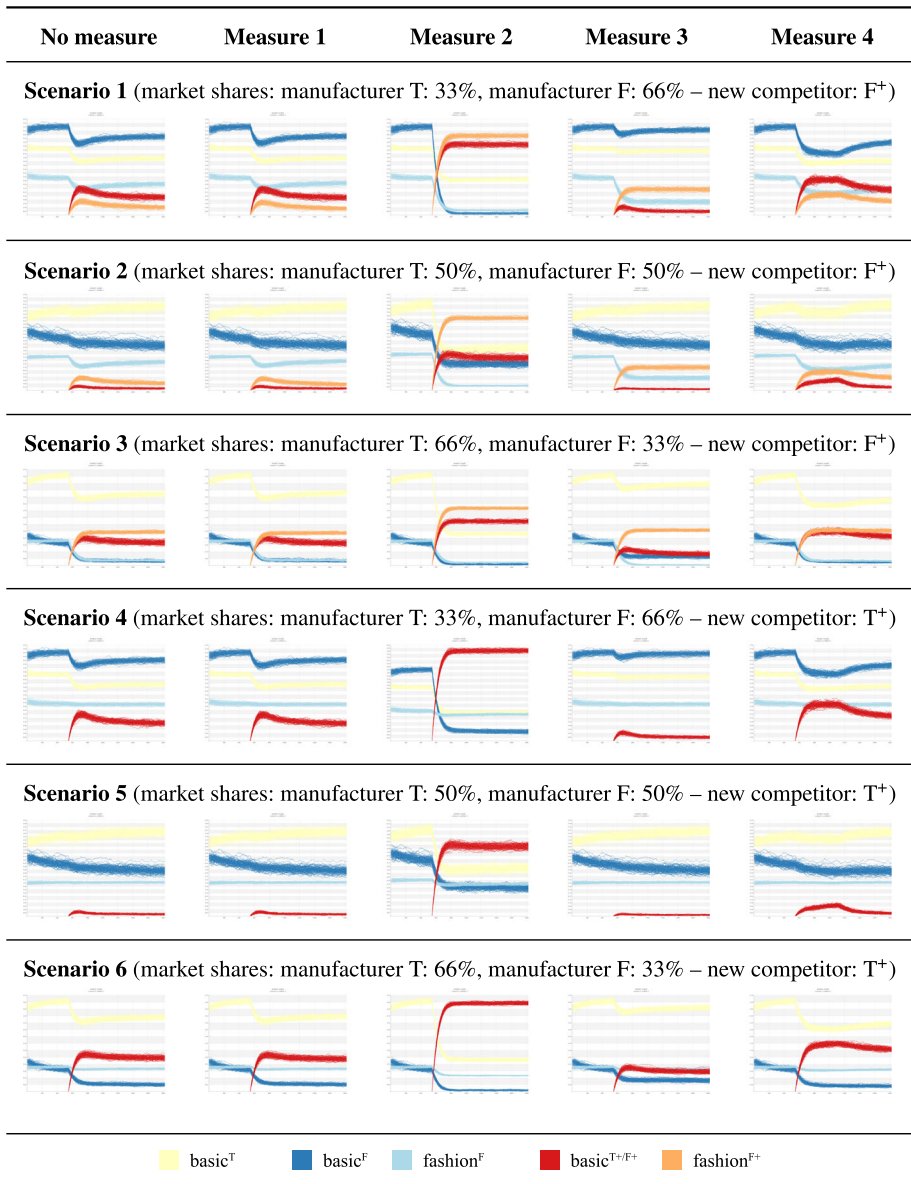 No measure Measure 1 Measure 2 Measure 3 Measure 4
Scenario 1 (market shares: manufacturer T: 33%, manufacturer F: 66% – new competitor: F⁺)
Scenario 2 (market shares: manufacturer T: 50%, manufacturer F: 50% – new competitor: F⁺)
Scenario 3 (market shares: manufacturer T: 66%, manufacturer F: 33% – new competitor: F⁺)
Scenario 4 (market shares: manufacturer T: 33%, manufacturer F: 66% – new competitor: T⁺)
Scenario 5 (market shares: manufacturer T: 50%, manufacturer F: 50% – new competitor: T⁺)
Scenario 6 (market shares: manufacturer T: 66%, manufacturer F: 33% – new competitor: T⁺)
basicᵀ basicF fashionF basicT+/F+ fashionF+